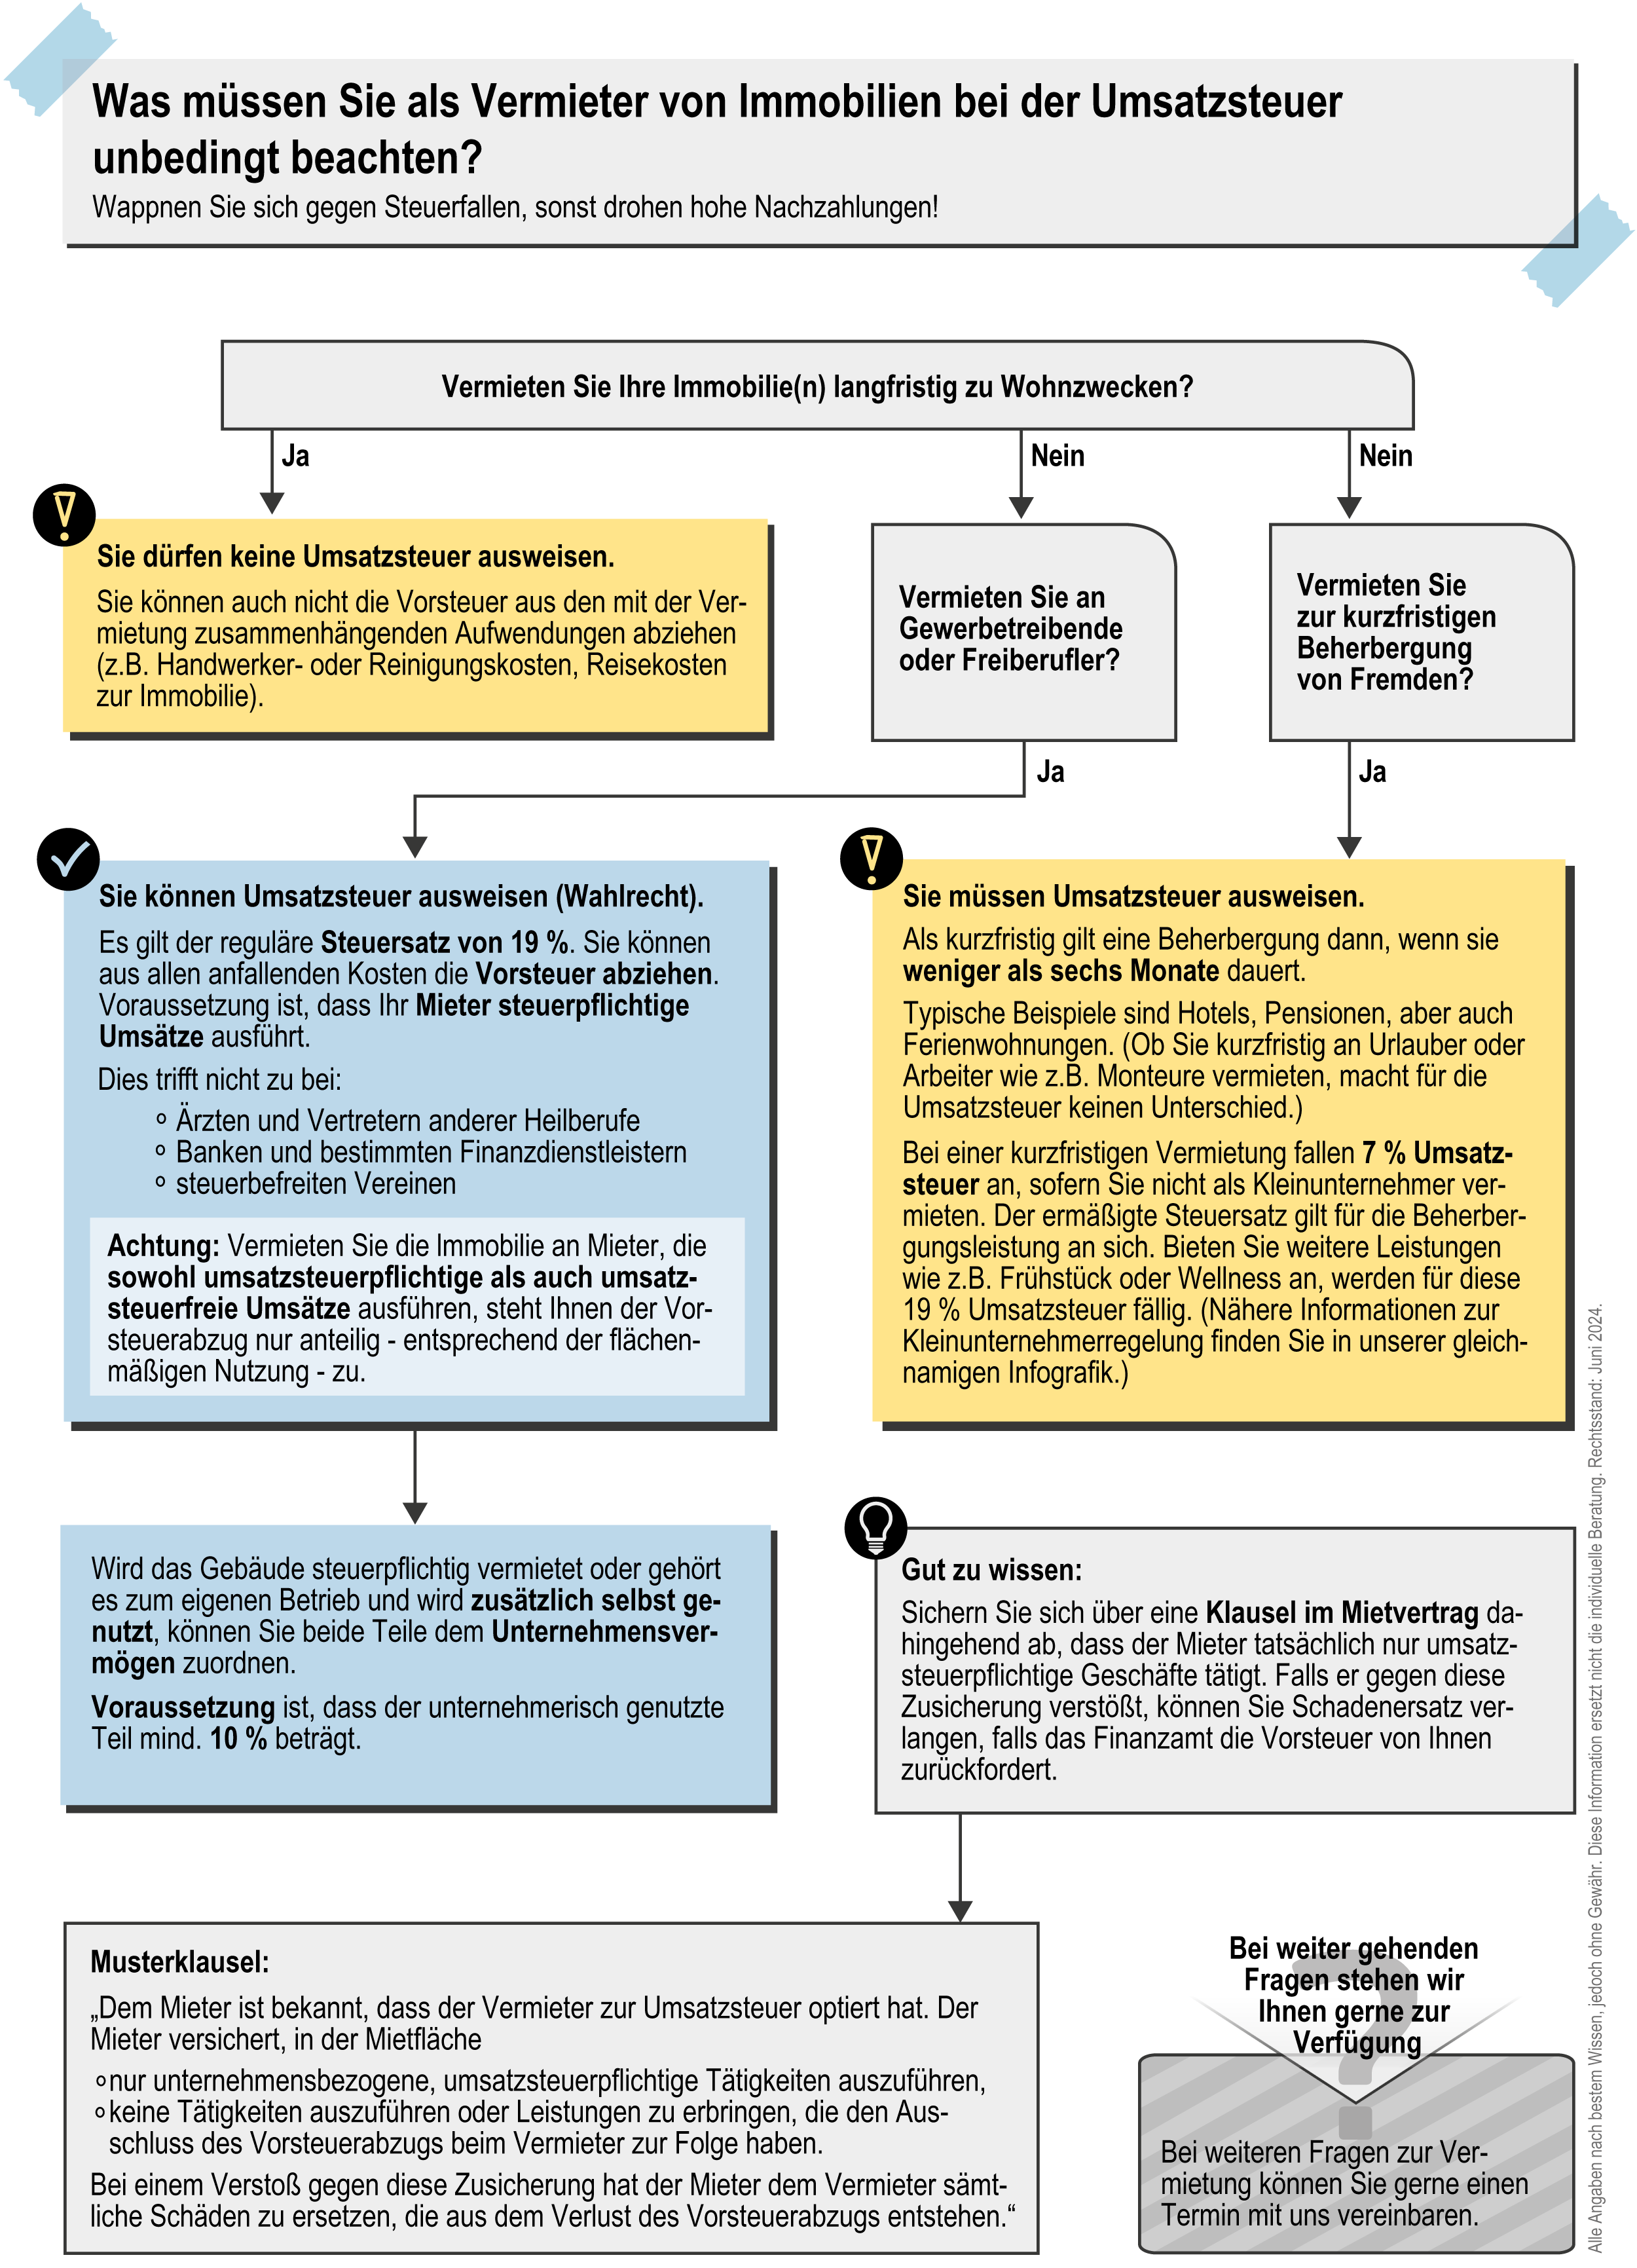 Was müssen Sie als Vermieter von Immobilien bei der Umsatzsteuer
unbedingt beachten?
Wappnen Sie sich gegen Steuerfallen, sonst drohen hohe Nachzahlungen!
Vermieten Sie Ihre Immobilie(n) langfristig zu Wohnzwecken?
Ja
Nein
Nein
Sie dürfen keine Umsatzsteuer ausweisen.
Sie können auch nicht die Vorsteuer aus den mit der Ver-
mietung zusammenhängenden Aufwendungen abziehen
(z.B. Handwerker- oder Reinigungskosten, Reisekosten
zur Immobilie).
Vermieten Sie an
Gewerbetreibende
oder Freiberufler?
Vermieten Sie
zur kurzfristigen
Beherbergung
von Fremden?
Ja
Ja
Sie können Umsatzsteuer ausweisen (Wahlrecht).
Es gilt der reguläre Steuersatz von 19 %. Sie können
aus allen anfallenden Kosten die Vorsteuer abziehen.
Voraussetzung ist, dass Ihr Mieter steuerpflichtige
Umsätze ausführt.
Dies trifft nicht zu bei:
° Ärzten und Vertretern anderer Heilberufe
° Banken und bestimmten Finanzdienstleistern
° steuerbefreiten Vereinen
Achtung: Vermieten Sie die Immobilie an Mieter, die
sowohl umsatzsteuerpflichtige als auch umsatz-
steuerfreie Umsätze ausführen, steht Ihnen der Vor-
steuerabzug nur anteilig - entsprechend der flächen-
mäßigen Nutzung - zu.
Sie müssen Umsatzsteuer ausweisen.
Als kurzfristig gilt eine Beherbergung dann, wenn sie
weniger als sechs Monate dauert.
Typische Beispiele sind Hotels, Pensionen, aber auch
Ferienwohnungen. (Ob Sie kurzfristig an Urlauber oder
Arbeiter wie z.B. Monteure vermieten, macht für die
Umsatzsteuer keinen Unterschied.)
Bei einer kurzfristigen Vermietung fallen 7 % Umsatz-
steuer an, sofern Sie nicht als Kleinunternehmer ver-
mieten. Der ermäßigte Steuersatz gilt für die Beherber-
gungsleistung an sich. Bieten Sie weitere Leistungen
wie z.B. Frühstück oder Wellness an, werden für diese
19 % Umsatzsteuer fällig. (Nähere Informationen zur
Kleinunternehmerregelung finden Sie in unserer gleich-
namigen Infografik.)
Wird das Gebäude steuerpflichtig vermietet oder gehört
es zum eigenen Betrieb und wird zusätzlich selbst ge-
nutzt, können Sie beide Teile dem Unternehmensver-
mögen zuordnen.
Voraussetzung ist, dass der unternehmerisch genutzte
Teil mind. 10 % beträgt.
Gut zu wissen:
Sichern Sie sich über eine Klausel im Mietvertrag da-
hingehend ab, dass der Mieter tatsächlich nur umsatz-
steuerpflichtige Geschäfte tätigt. Falls er gegen diese
Zusicherung verstößt, können Sie Schadenersatz ver-
langen, falls das Finanzamt die Vorsteuer von Ihnen
zurückfordert.
Musterklausel:
„Dem Mieter ist bekannt, dass der Vermieter zur Umsatzsteuer optiert hat. Der
Mieter versichert, in der Mietfläche
°nur unternehmensbezogene, umsatzsteuerpflichtige Tätigkeiten auszuführen,
°keine Tätigkeiten auszuführen oder Leistungen zu erbringen, die den Aus-
schluss des Vorsteuerabzugs beim Vermieter zur Folge haben.
Bei einem Verstoß gegen diese Zusicherung hat der Mieter dem Vermieter sämt-
liche Schäden zu ersetzen, die aus dem Verlust des Vorsteuerabzugs entstehen.“
Bei weiter gehenden
Fragen stehen wir
Ihnen gerne zur
Verfügung
Bei weiteren Fragen zur Ver-
mietung können Sie gerne einen
Termin mit uns vereinbaren.
Alle Angaben nach bestem Wissen, jedoch ohne Gewähr. Diese Information ersetzt nicht die individuelle Beratung. Rechtsstand: Juni 2024.